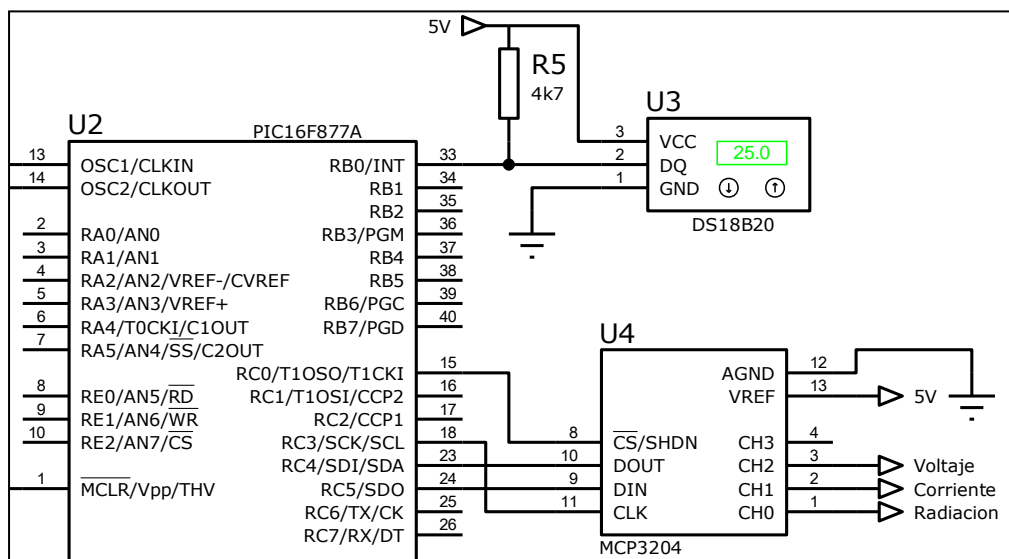 5V
R5
4k7
U3
3 VCC
2 DQ
1 GND
25.0
DS18B20
U2
PIC16F877A
13 OSC1/CLKIN
14 OSC2/CLKOUT
2 RA0/AN0
3 RA1/AN1
4 RA2/AN2/VREF-/CVREF
5 RA3/AN3/VREF+
6 RA4/T0CKI/C1OUT
7 RA5/AN4/SS/C2OUT
8 RE0/AN5/RD
9 RE1/AN6/WR
10 RE2/AN7/CS
1 MCLR/Vpp/THV
RB0/INT 33
RB1 34
RB2 35
RB3/PGM 36
RB4 37
RB5 38
RB6/PGC 39
RB7/PGD 40
RC0/T1OSO/T1CKI 15
RC1/T1OSI/CCP2 16
RC2/CCP1 17
RC3/SCK/SCL 18
RC4/SDI/SDA 23
RC5/SDO 24
RC6/TX/CK 25
RC7/RX/DT 26
U4
8 CS/SHDN
10 DOUT
9 DIN
11 CLK
AGND 12
VREF 13 5V
CH3 4
CH2 3 Voltaje
CH1 2 Corriente
CH0 1 Radiacion
MCP3204